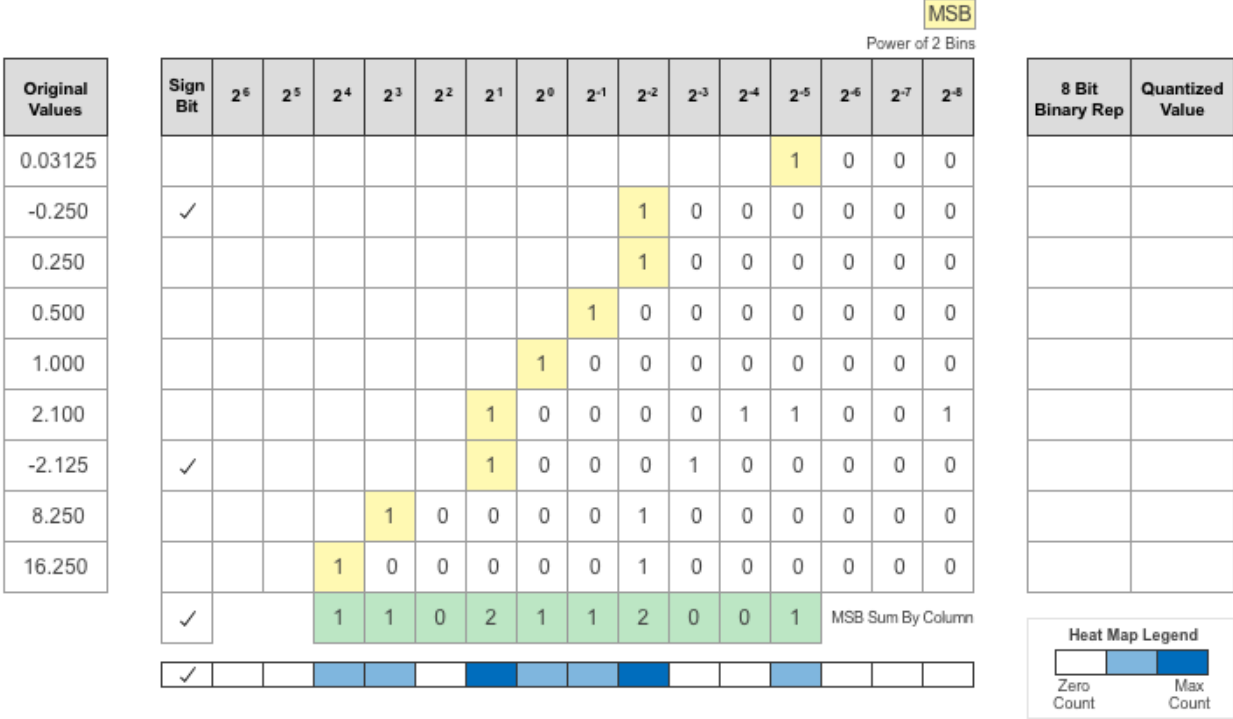 MSB
Power of 2 Bins
Original Values Sign Bit 2⁶ 2⁵ 2⁴ 2³ 2² 2¹ 2⁰ 2⁻¹ 2⁻² 2⁻³ 2⁻⁴ 2⁻⁵ 2⁻⁶ 2⁻⁷ 2⁻⁸ 8 Bit Binary Rep Quantized Value
0.03125 1 0 0 0
-0.250 ✓ 1 0 0 0 0 0 0
0.250 1 0 0 0 0 0 0
0.500 1 0 0 0 0 0 0 0
1.000 1 0 0 0 0 0 0 0 0
2.100 1 0 0 0 0 1 1 0 0 1
-2.125 ✓ 1 0 0 0 1 0 0 0 0 0
8.250 1 0 0 0 0 1 0 0 0 0 0 0
16.250 1 0 0 0 0 0 1 0 0 0 0 0 0
✓ 1 1 0 2 1 1 2 0 0 1 MSB Sum By Column
✓
Heat Map Legend
Zero Count Max Count